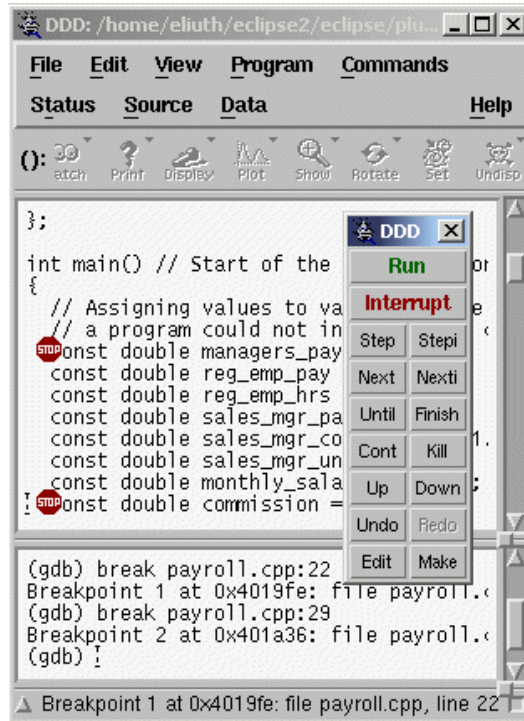 DDD: /home/eliuth/eclipse2/eclipse/plu...
File Edit View Program Commands
Status Source Data Help
(): atch Print Display Plot Show Rotate Set Undisp
};
int main() // Start of the
{
// Assigning values to va
// a program could not in
onst double managers_pay
const double reg_emp_pay
const double reg_emp_hrs
const double sales_mgr_pa
const double sales_mgr_co 1.
const double sales_mgr_un
const double monthly_sala ;
STOP onst double commission =
DDD
Run
Interrupt
Step Stepi
Next Nexti
Until Finish
Cont Kill
Up Down
Undo Redo
Edit Make
(gdb) break payroll.cpp:22
Breakpoint 1 at 0x4019fe: file payroll.
(gdb) break payroll.cpp:29
Breakpoint 2 at 0x401a36: file payroll.
(gdb)
Breakpoint 1 at 0x4019fe: file payroll.cpp, line 22